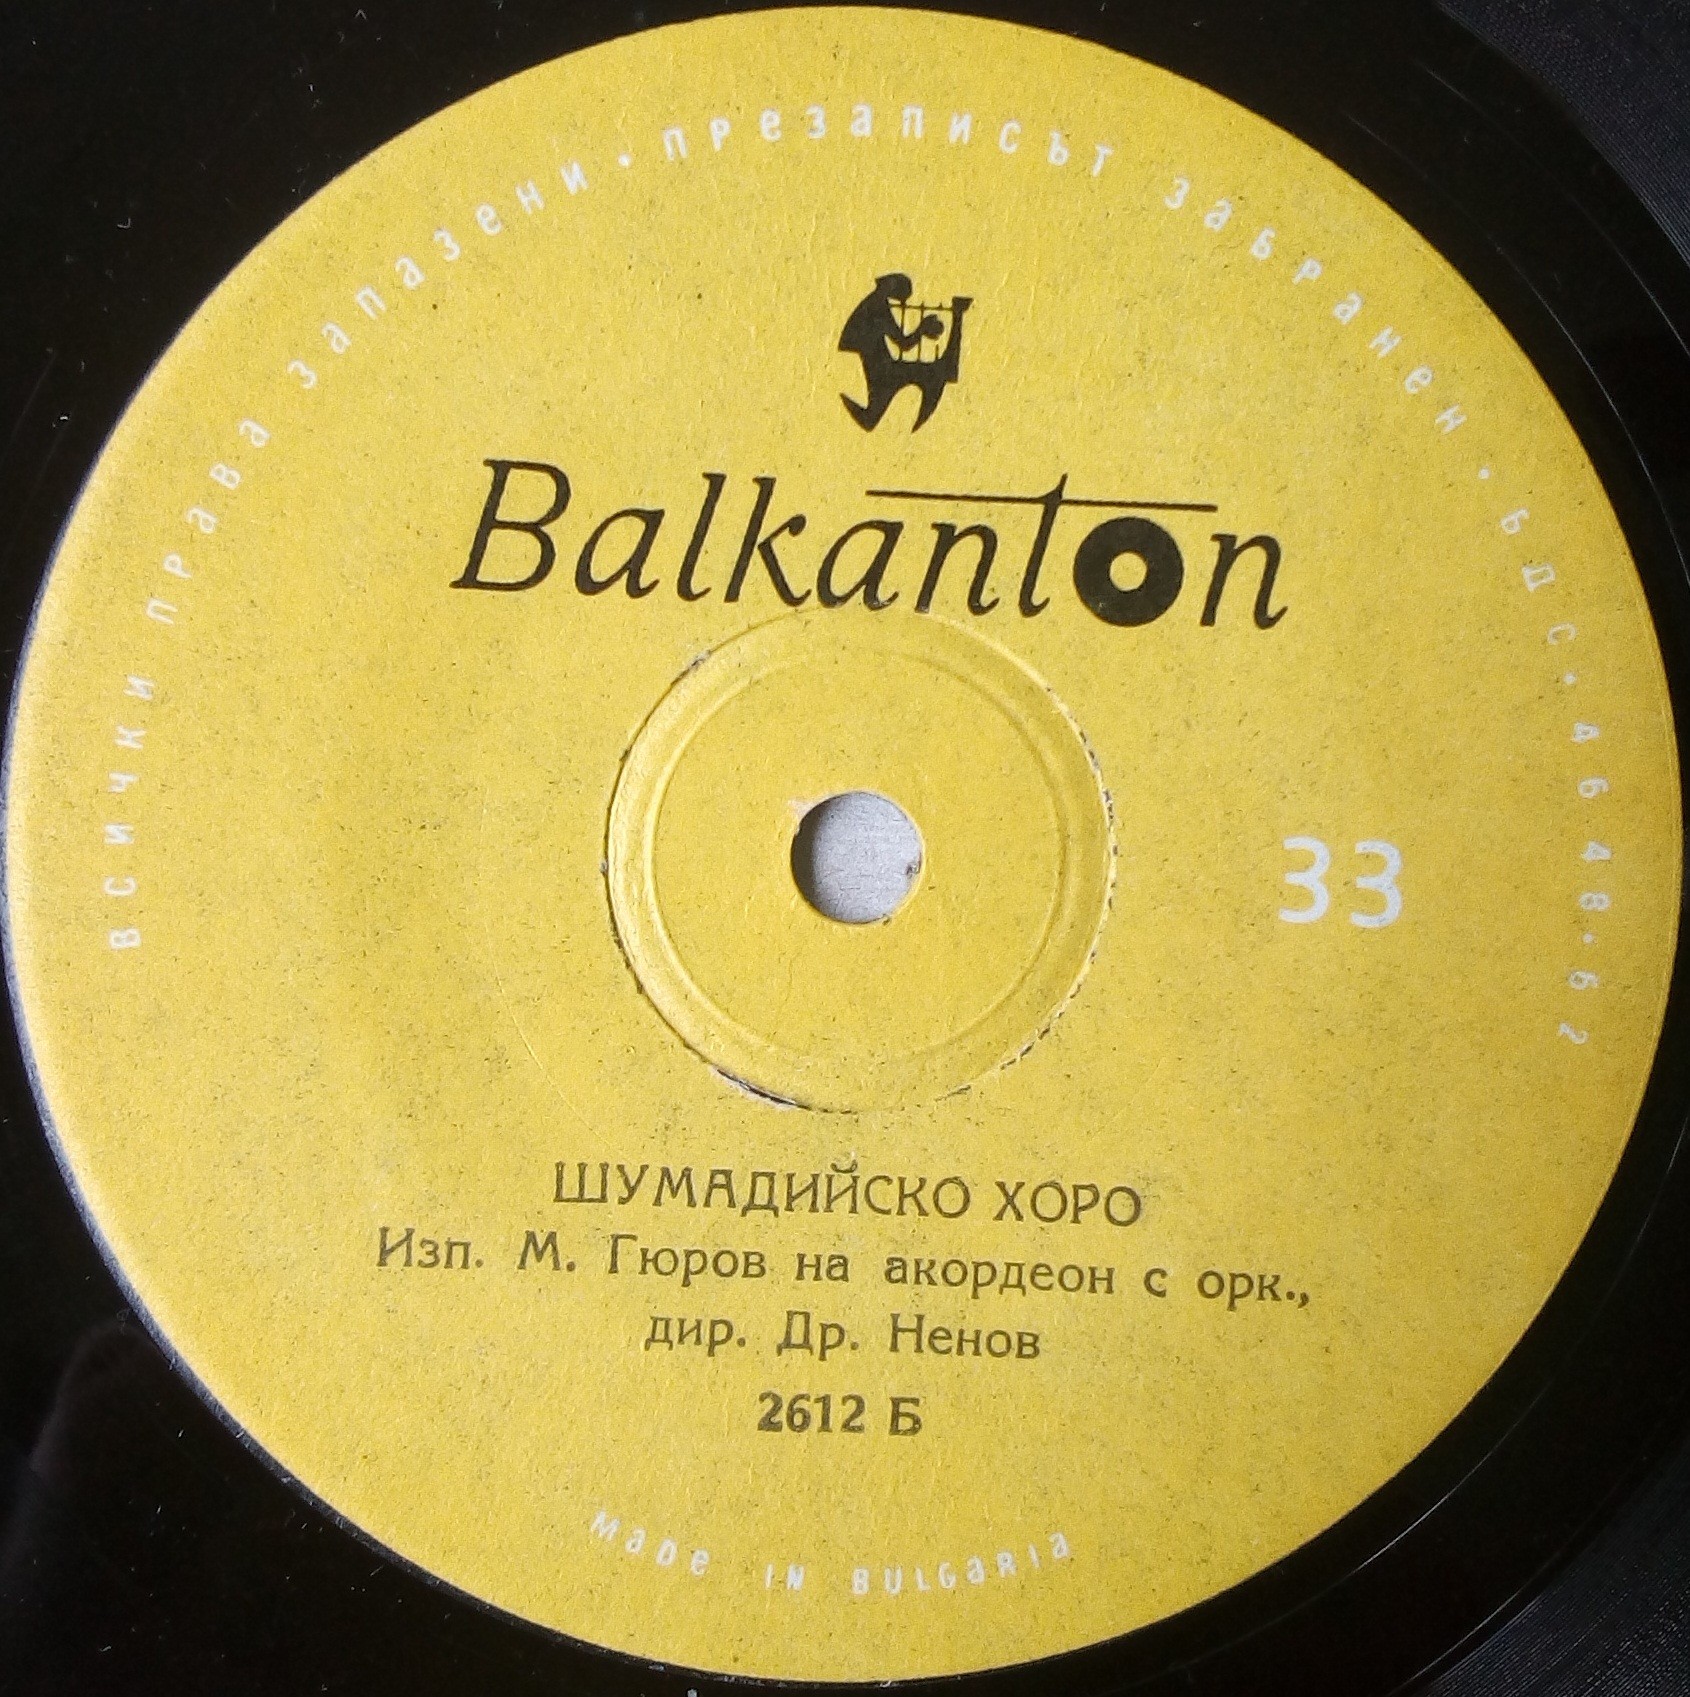 всички права запазени · презаписът забранен · БДС · 4648 · 62
Balkanton
33
ШУМАДИЙСКО ХОРО
Изп. М. Гюров на акордеон с орк.,
дир. Др. Ненов
2612 Б
MADE IN BULGARIA